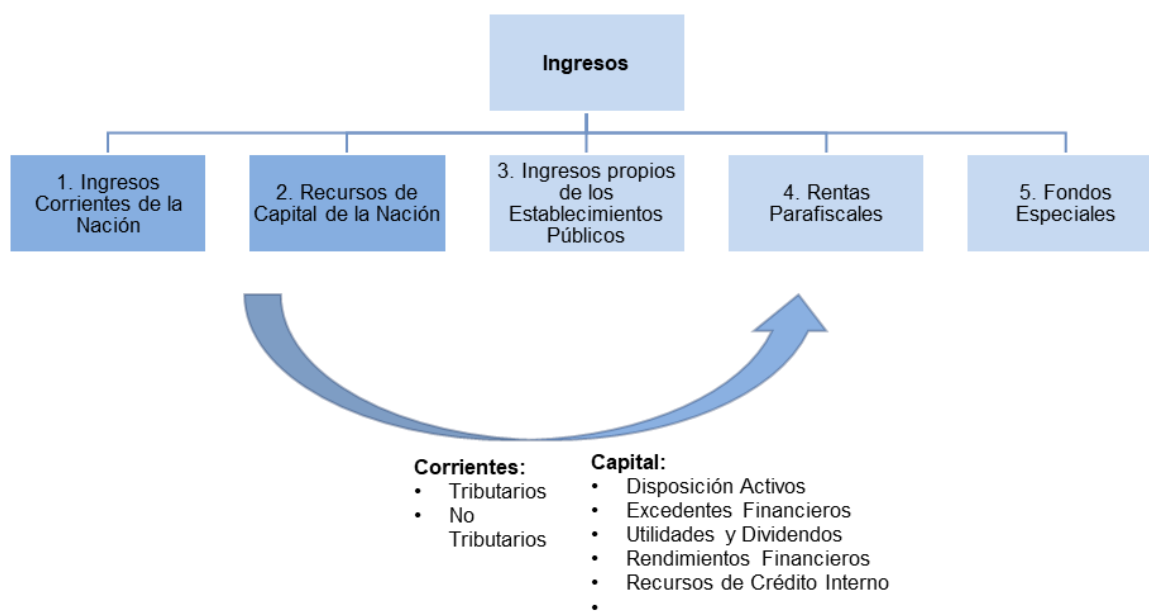 Ingresos
1. Ingresos
Corrientes de la
Nación
2. Recursos de
Capital de la Nación
3. Ingresos propios
de los
Establecimientos
Públicos
4. Rentas
Parafiscales
5. Fondos
Especiales
Corrientes:
• Tributarios
• No
Tributarios
Capital:
• Disposición Activos
• Excedentes Financieros
• Utilidades y Dividendos
• Rendimientos Financieros
• Recursos de Crédito Interno
•